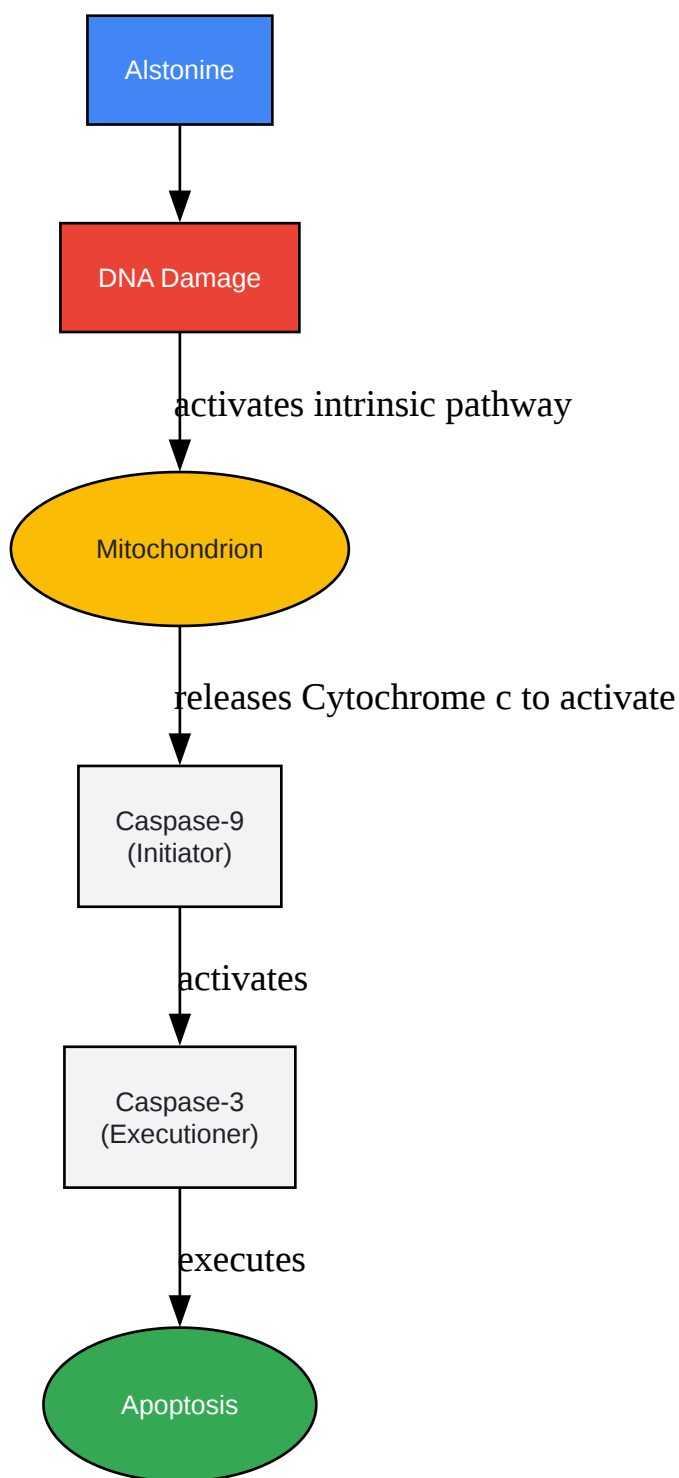 Alstonine
DNA Damage
activates intrinsic pathway
Mitochondrion
releases Cytochrome c to activate
Caspase-9
(Initiator)
activates
Caspase-3
(Executioner)
executes
Apoptosis